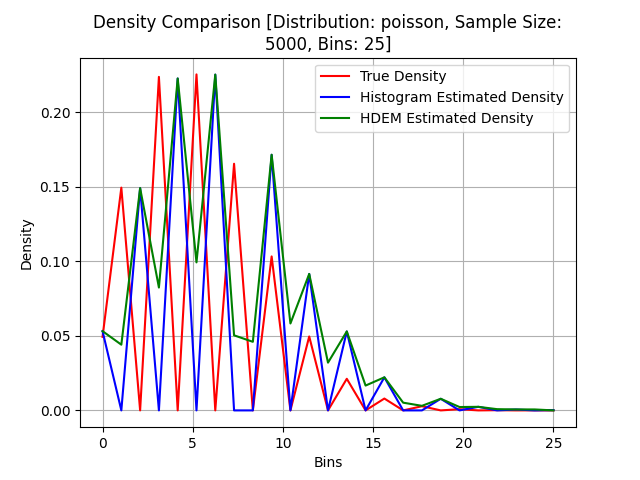 Density Comparison [Distribution: poisson, Sample Size:
5000, Bins: 25]
True Density
Histogram Estimated Density
HDEM Estimated Density
Density
0.20
0.15
0.10
0.05
0.00
0 5 10 15 20 25
Bins